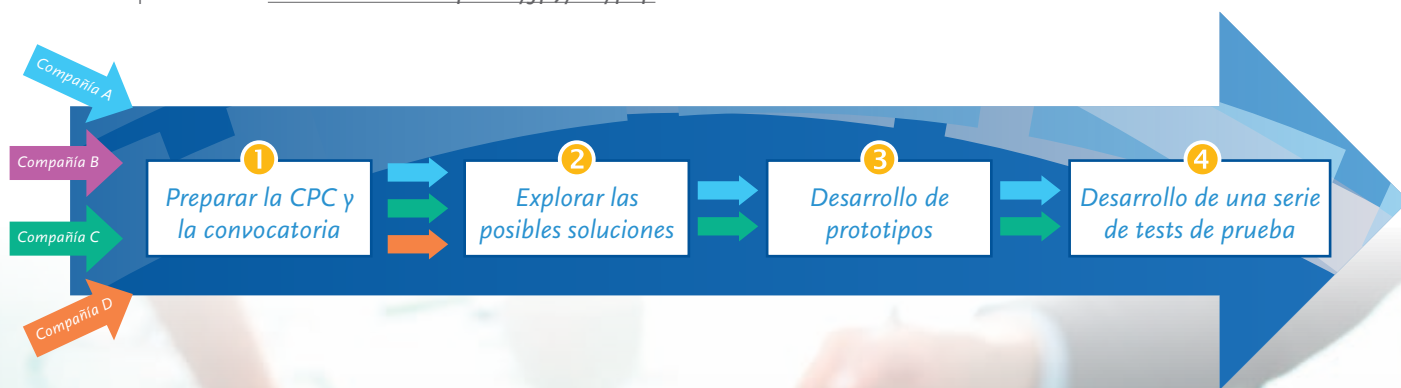 Compañía A
Compañía B
Compañía C
Compañía D
1
Preparar la CPC y
la convocatoria
2
Explorar las
posibles soluciones
3
Desarrollo de
prototipos
4
Desarrollo de una serie
de tests de prueba